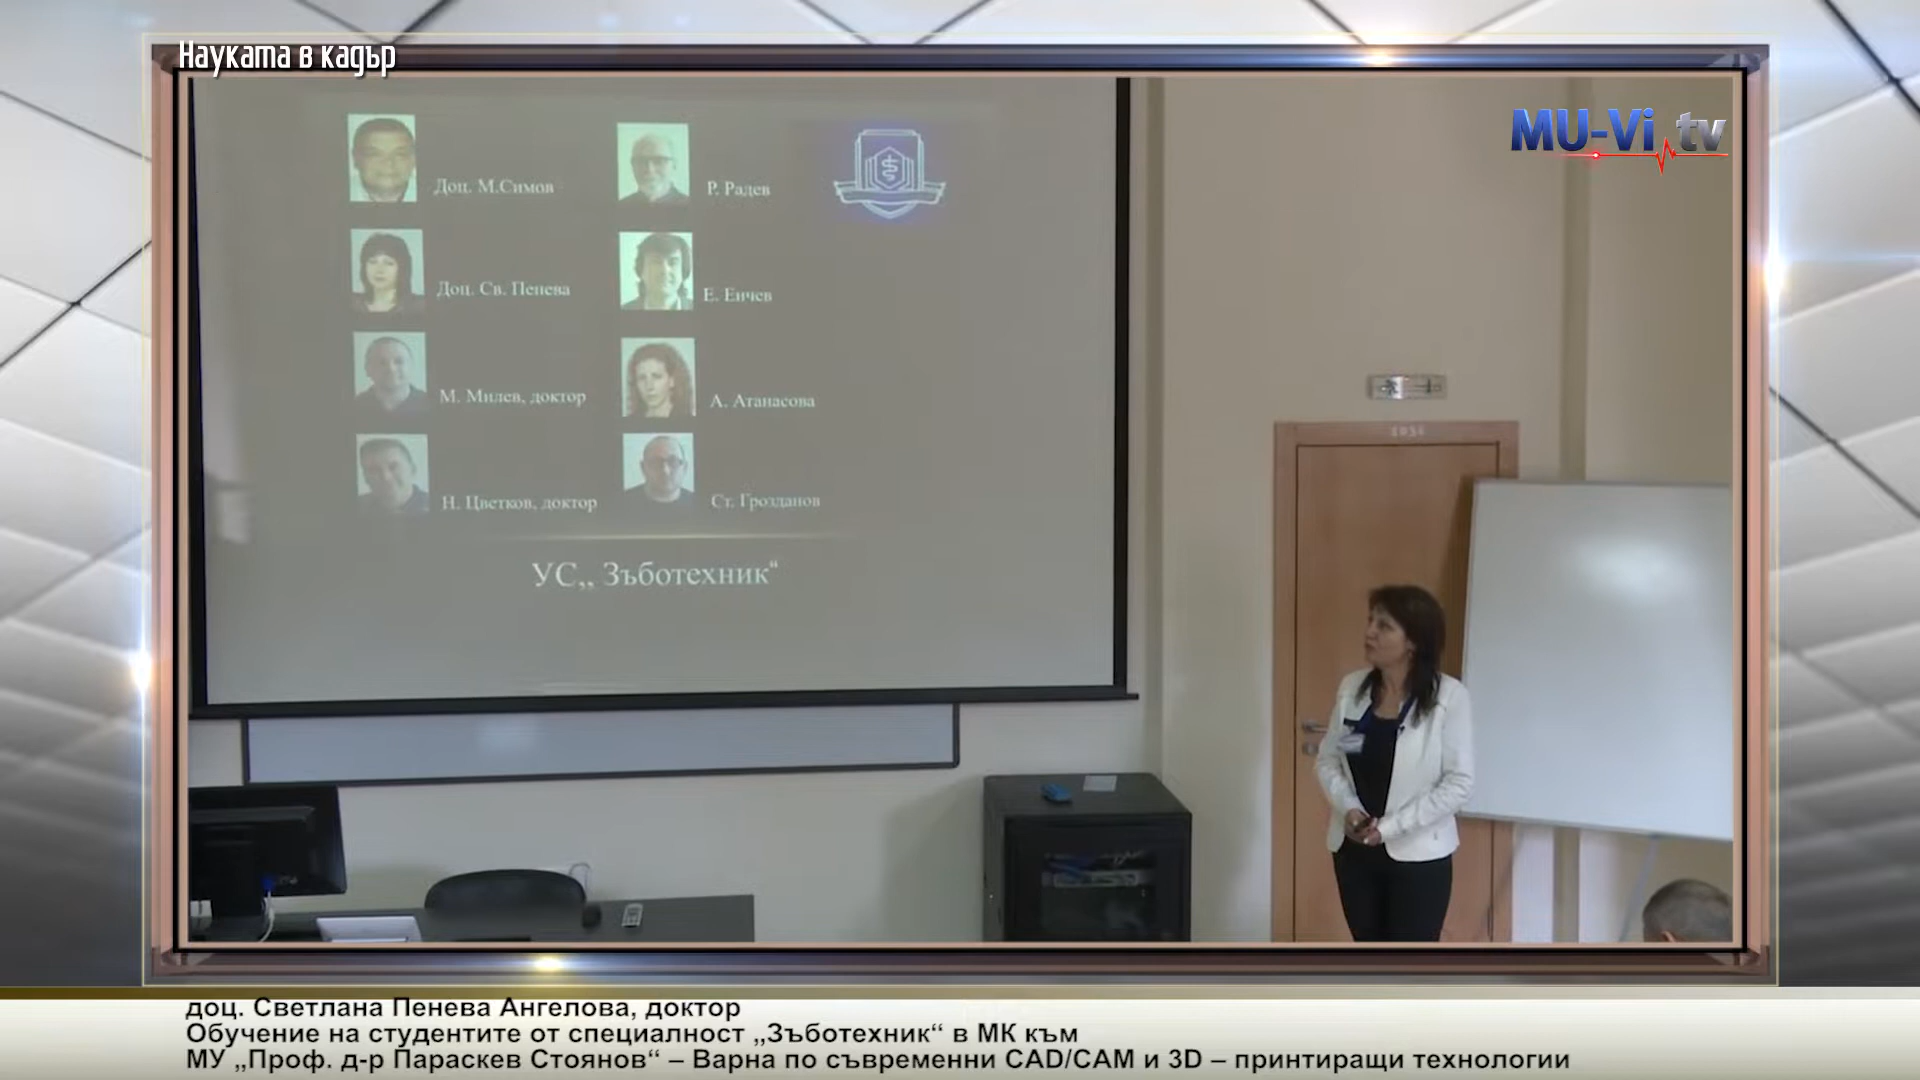 Науката в кадър
MU-Vi.tv
Доц. М.Симов
Р. Радев
Доц. Св. Пенева
Е. Енчев
М. Милев, доктор
А. Атанасова
Н. Цветков, доктор
Ст. Грозданов
УС,, Зъботехник“
доц. Светлана Пенева Ангелова, доктор
Обучение на студентите от специалност „Зъботехник“ в МК към
МУ „Проф. д-р Параскев Стоянов“ – Варна по съвременни CAD/CAM и 3D – принтиращи технологии